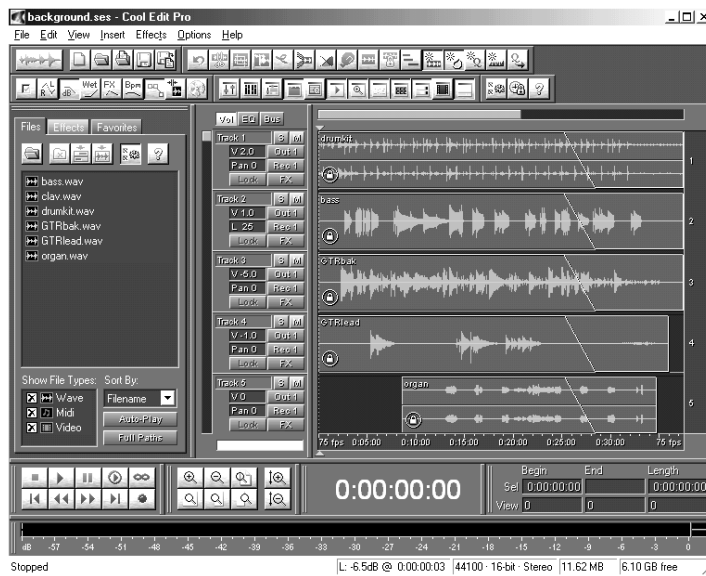 background.ses - Cool Edit Pro
File Edit View Insert Effects Options Help
Wet FX Bpm
dB
Files Effects Favorites
bass.wav
clav.wav
drumkit.wav
GTRbak.wav
GTRlead.wav
organ.wav
Show File Types: Sort By:
Wave
Midi
Video
Filename
Auto-Play
Full Paths
Vol EQ Bus
Track 1 S M
V 2.0 Out 1
Pan 0 Rec 1
Lock FX
Track 2 S M
V 1.0 Out 1
L 25 Rec 1
Lock FX
Track 3 S M
V -5.0 Out 1
Pan 0 Rec 1
Lock FX
Track 4 S M
V -1.0 Out 1
Pan 0 Rec 1
Lock FX
Track 5 S M
V 0 Out 1
Pan 0 Rec 1
Lock FX
drumkit
1
bass
2
GTRbak
3
GTRlead
4
organ
5
75 fps 0:05:00 0:10:00 0:15:00 0:20:00 0:25:00 0:30:00 75 fps
0:00:00:00
Begin End Length
Sel 0:00:00:00 0:00:00:00
View 0 0 0
dB -57 -54 -51 -48 -45 -42 -39 -36 -33 -30 -27 -24 -21 -18 -15 -12 -9 -6 -3 0
Stopped
L: -6.5dB @ 0:00:00:03 44100 · 16-bit · Stereo 11.62 MB 6.10 GB free